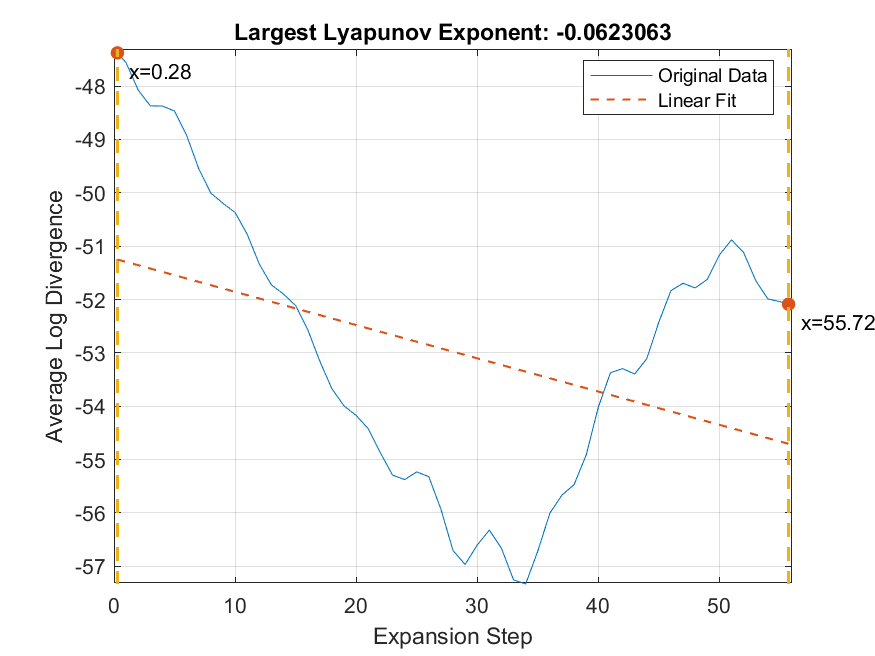 Largest Lyapunov Exponent: -0.0623063
x=0.28
Original Data
Linear Fit
-48
-49
-50
-51
-52
-53
-54
-55
-56
-57
Average Log Divergence
x=55.72
0
10
20
30
40
50
Expansion Step